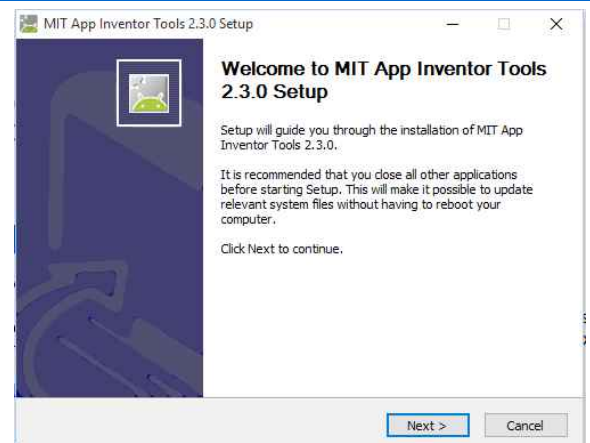 MIT App Inventor Tools 2.3.0 Setup
Welcome to MIT App Inventor Tools
2.3.0 Setup
Setup will guide you through the installation of MIT App
Inventor Tools 2.3.0.
It is recommended that you close all other applications
before starting Setup. This will make it possible to update
relevant system files without having to reboot your
computer.
Click Next to continue.
Next >
Cancel